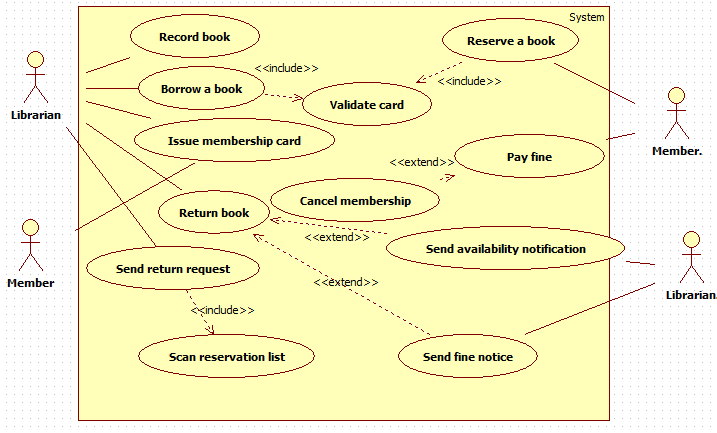 System
Record book
Reserve a book
<<include>>
<<include>>
Borrow a book
Validate card
Librarian
Issue membership card
Member.
<<extend>>
Pay fine
Cancel membership
Return book
<<extend>>
Send availability notification
Send return request
Member
<<extend>>
Librarian.
<<include>>
Scan reservation list
Send fine notice